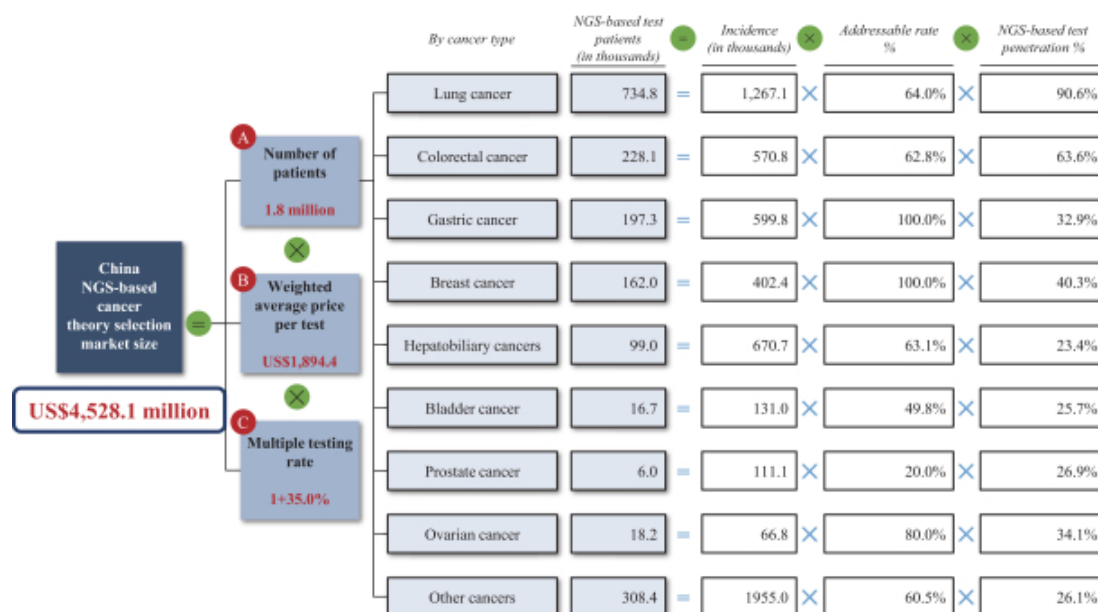 By cancer type
NGS-based test
patients
(in thousands)
=
Incidence
(in thousands)
×
Addressable rate
%
×
NGS-based test
penetration %
Lung cancer
734.8 = 1,267.1 × 64.0% × 90.6%
Colorectal cancer
228.1 = 570.8 × 62.8% × 63.6%
Gastric cancer
197.3 = 599.8 × 100.0% × 32.9%
Breast cancer
162.0 = 402.4 × 100.0% × 40.3%
Hepatobiliary cancers
99.0 = 670.7 × 63.1% × 23.4%
Bladder cancer
16.7 = 131.0 × 49.8% × 25.7%
Prostate cancer
6.0 = 111.1 × 20.0% × 26.9%
Ovarian cancer
18.2 = 66.8 × 80.0% × 34.1%
Other cancers
308.4 = 1955.0 × 60.5% × 26.1%
A
Number of
patients
1.8 million
×
B
Weighted
average price
per test
US$1,894.4
×
C
Multiple testing
rate
1+35.0%
China
NGS-based
cancer
theory selection
market size
=
US$4,528.1 million